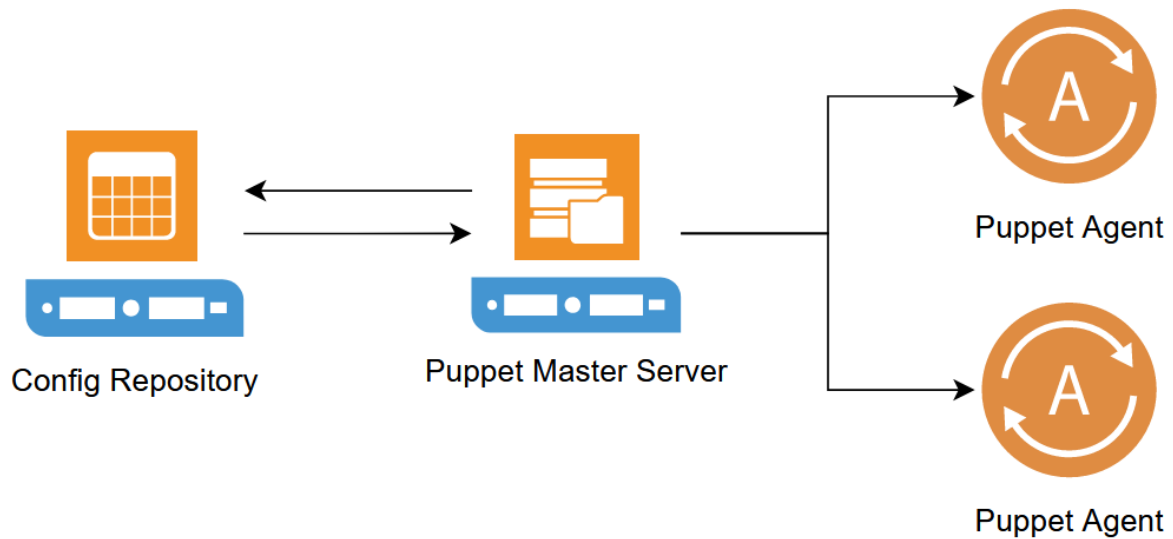 A
Puppet Agent
Config Repository
Puppet Master Server
A
Puppet Agent